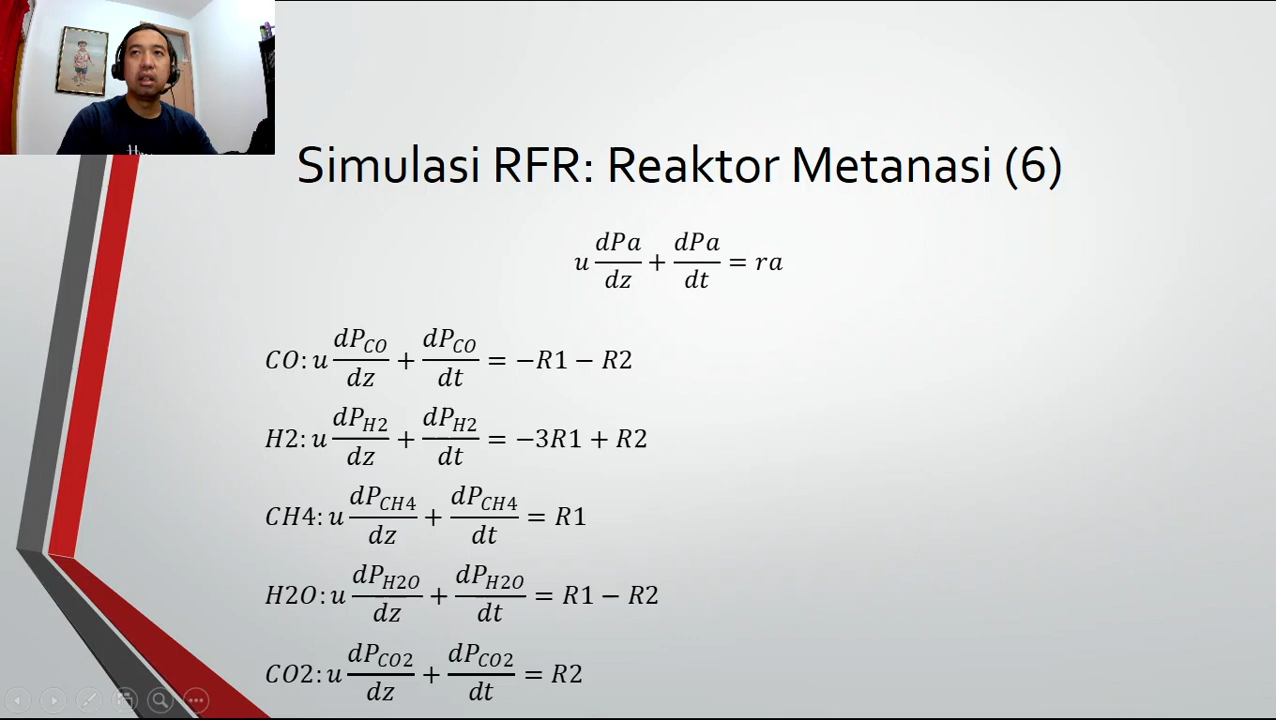 Simulasi RFR: Reaktor Metanasi (6)
u dPa/dz + dPa/dt = ra
CO: u dP_CO/dz + dP_CO/dt = −R1 − R2
H2: u dP_H2/dz + dP_H2/dt = −3R1 + R2
CH4: u dP_CH4/dz + dP_CH4/dt = R1
H2O: u dP_H2O/dz + dP_H2O/dt = R1 − R2
CO2: u dP_CO2/dz + dP_CO2/dt = R2